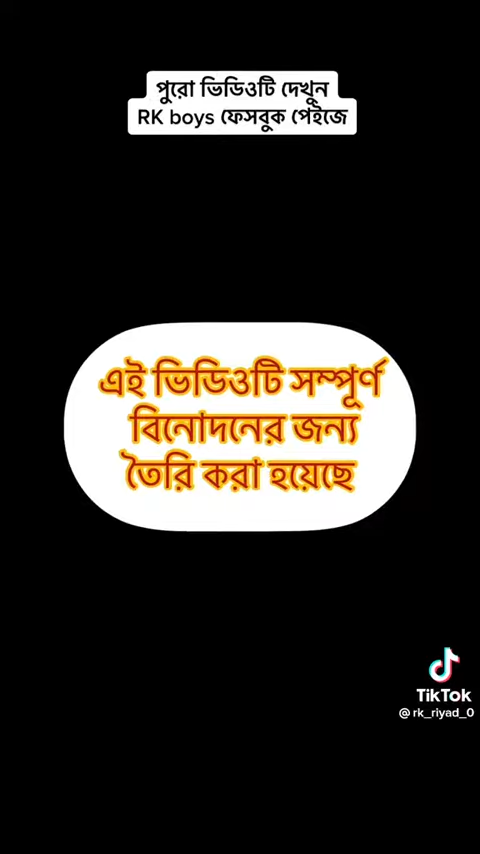 পুরো ভিডিওটি দেখুন
RK boys ফেসবুক পেইজে
এই ভিডিওটি সম্পূর্ণ
বিনোদনের জন্য
তৈরি করা হয়েছে
TikTok
@rk_riyad_0